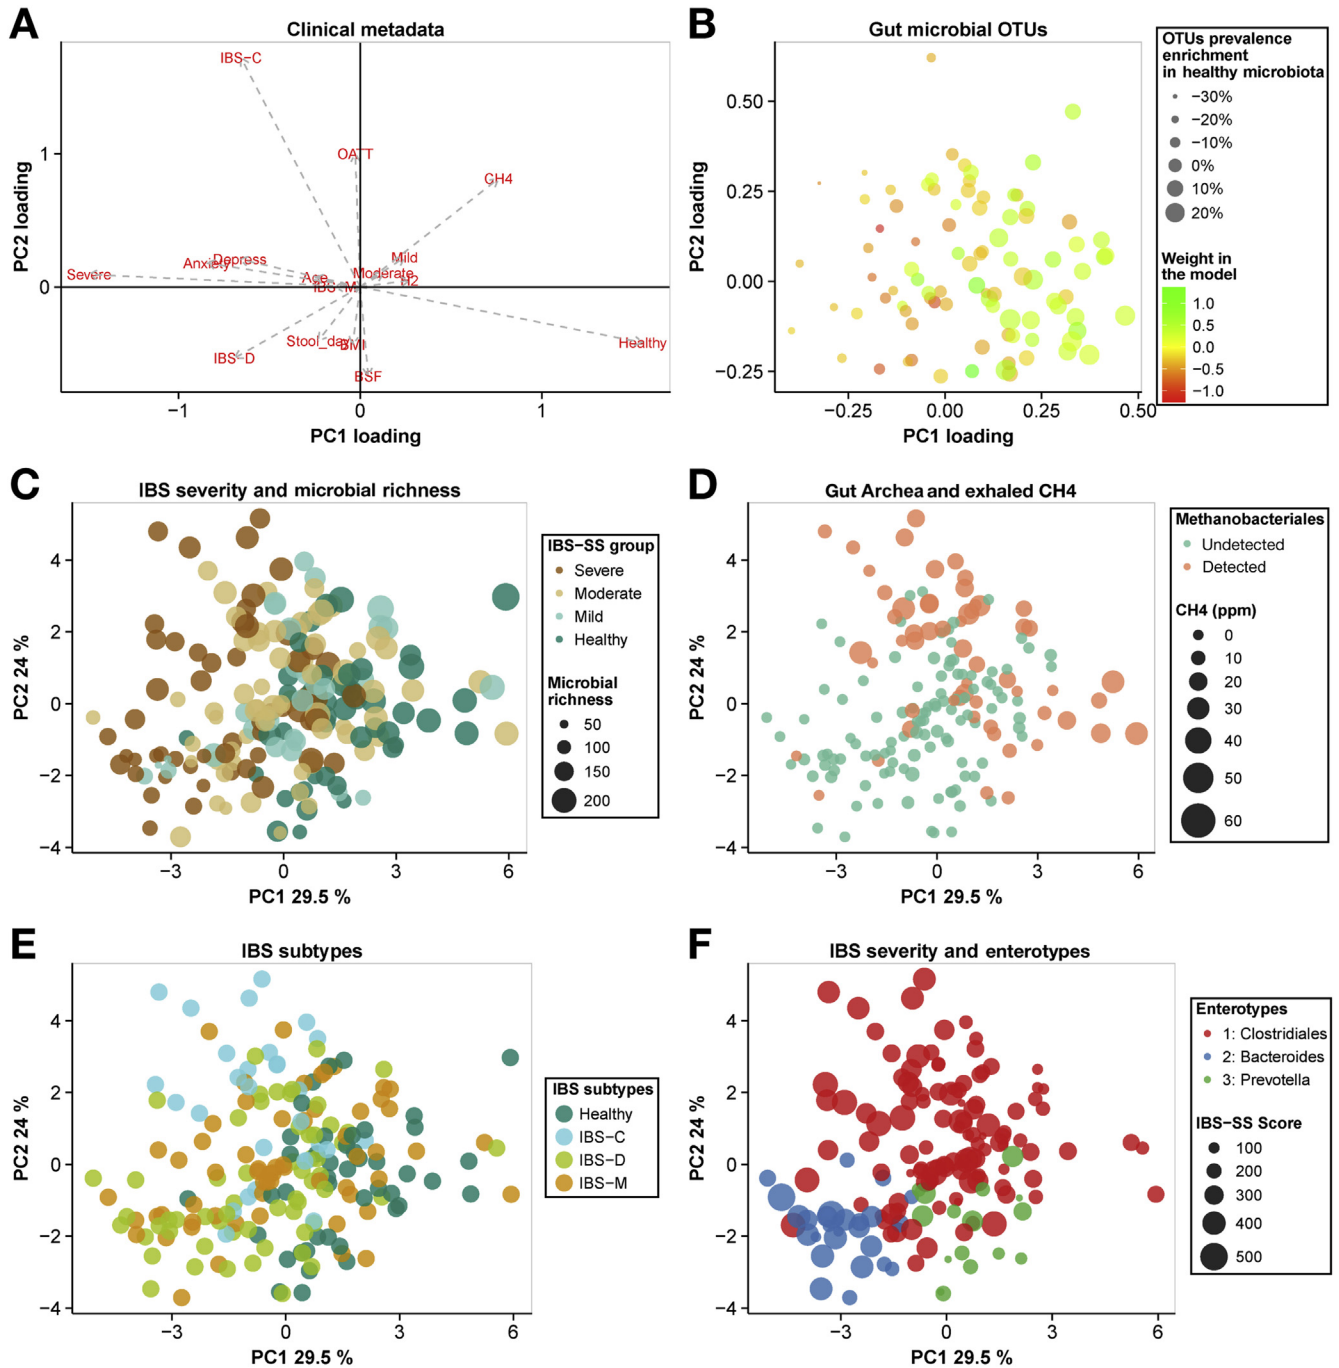 A
Clinical metadata
IBS-C
OATT
CH4
Mild
Moderate
H2
Depress
Anxiety
Severe
Age
IBS-M
Stool_day
BMI
IBS-D
BSF
Healthy
1
0
−1
0
1
PC2 loading
PC1 loading
B
Gut microbial OTUs
0.50
0.25
0.00
−0.25
−0.25
0.00
0.25
0.50
PC2 loading
PC1 loading
OTUs prevalence
enrichment
in healthy microbiota
−30%
−20%
−10%
0%
10%
20%
Weight in
the model
1.0
0.5
0.0
−0.5
−1.0
C
IBS severity and microbial richness
4
2
0
−2
−4
−3
0
3
6
PC2 24 %
PC1 29.5 %
IBS−SS group
Severe
Moderate
Mild
Healthy
Microbial
richness
50
100
150
200
D
Gut Archea and exhaled CH4
4
2
0
−2
−4
−3
0
3
6
PC2 24 %
PC1 29.5 %
Methanobacteriales
Undetected
Detected
CH4 (ppm)
0
10
20
30
40
50
60
E
IBS subtypes
4
2
0
−2
−4
−3
0
3
6
PC2 24 %
PC1 29.5 %
IBS subtypes
Healthy
IBS−C
IBS−D
IBS−M
F
IBS severity and enterotypes
4
2
0
−2
−4
−3
0
3
6
PC2 24 %
PC1 29.5 %
Enterotypes
1: Clostridiales
2: Bacteroides
3: Prevotella
IBS−SS Score
100
200
300
400
500